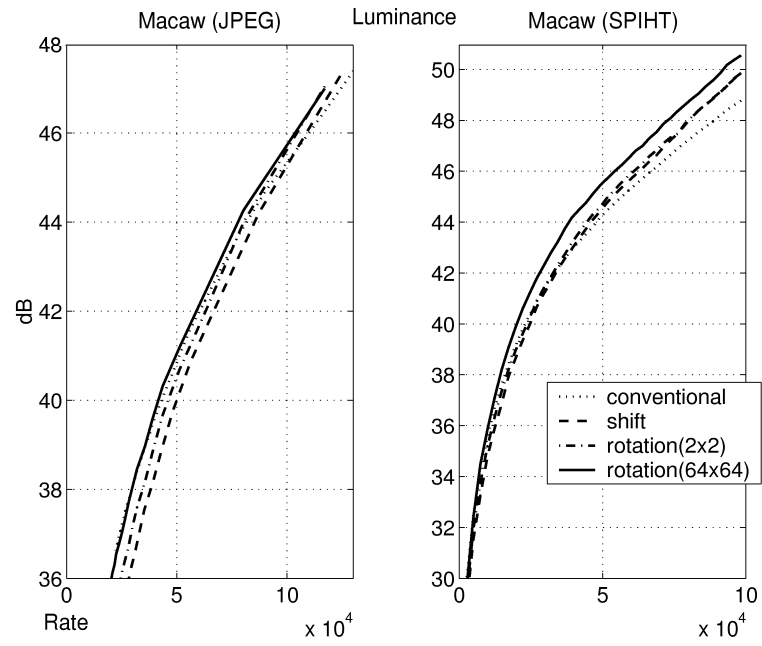 Luminance
Macaw (JPEG)
48
46
44
42
40
38
36
dB
0 5 10
Rate
x 10^4
Macaw (SPIHT)
50
48
46
44
42
40
38
36
34
32
30
0 5 10
x 10^4
conventional
shift
rotation(2x2)
rotation(64x64)